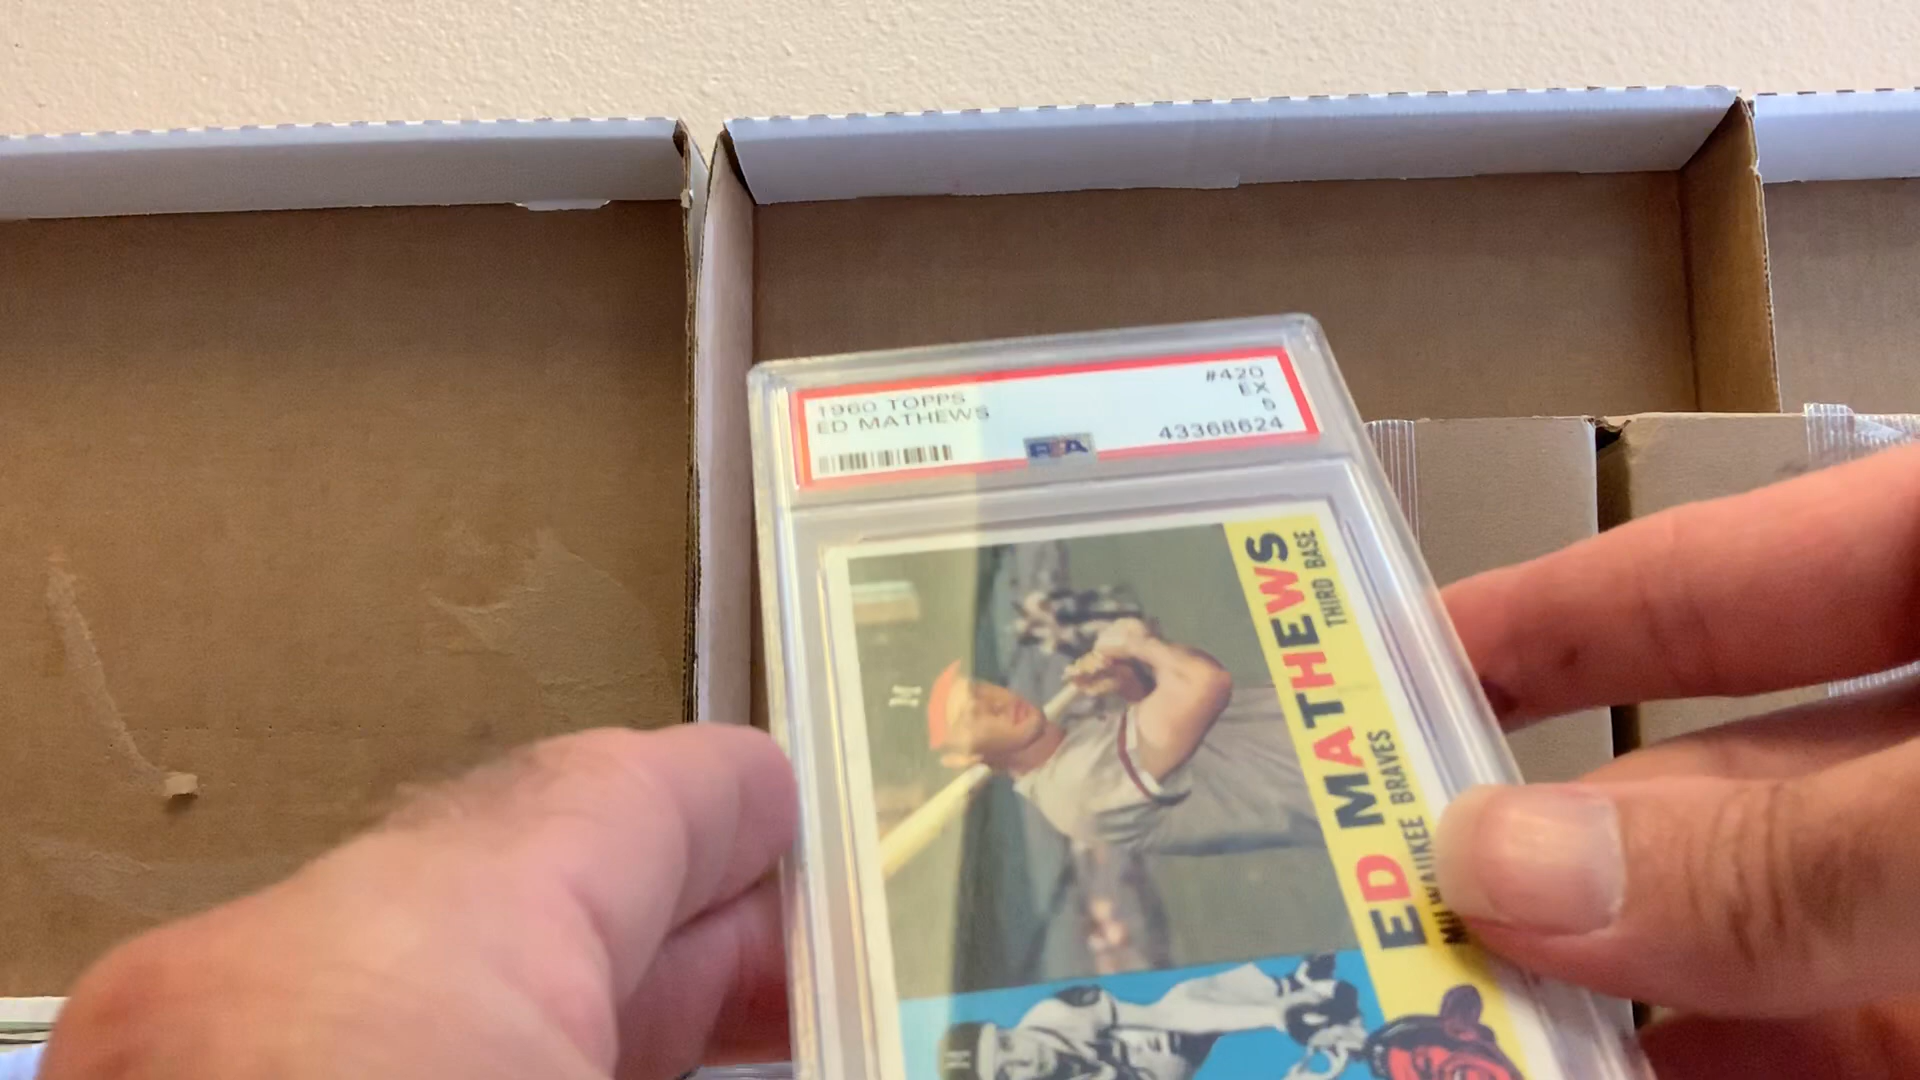 1960 TOPPS
ED MATHEWS
#420
EX
5
43368624
PSA
ED MATHEWS
MILWAUKEE BRAVES
THIRD BASE
M
M